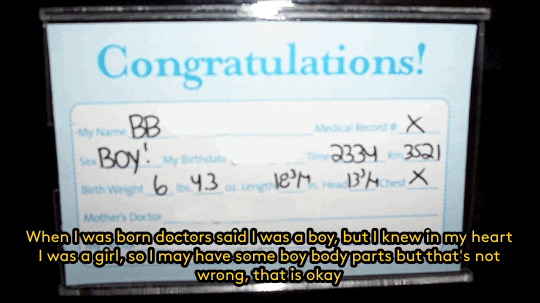 Congratulations!
My Name BB Medical Record # X
Sex BOY! My Birthdate Time 2334 Rm 3521
Birth Weight 6 lbs. 4.3 oz. Length 18 3/4 in. Head 13 3/4 Chest X
Mother's Doctor
When I was born doctors said I was a boy, but I knew in my heart
I was a girl, so I may have some boy body parts but that's not
wrong, that is okay